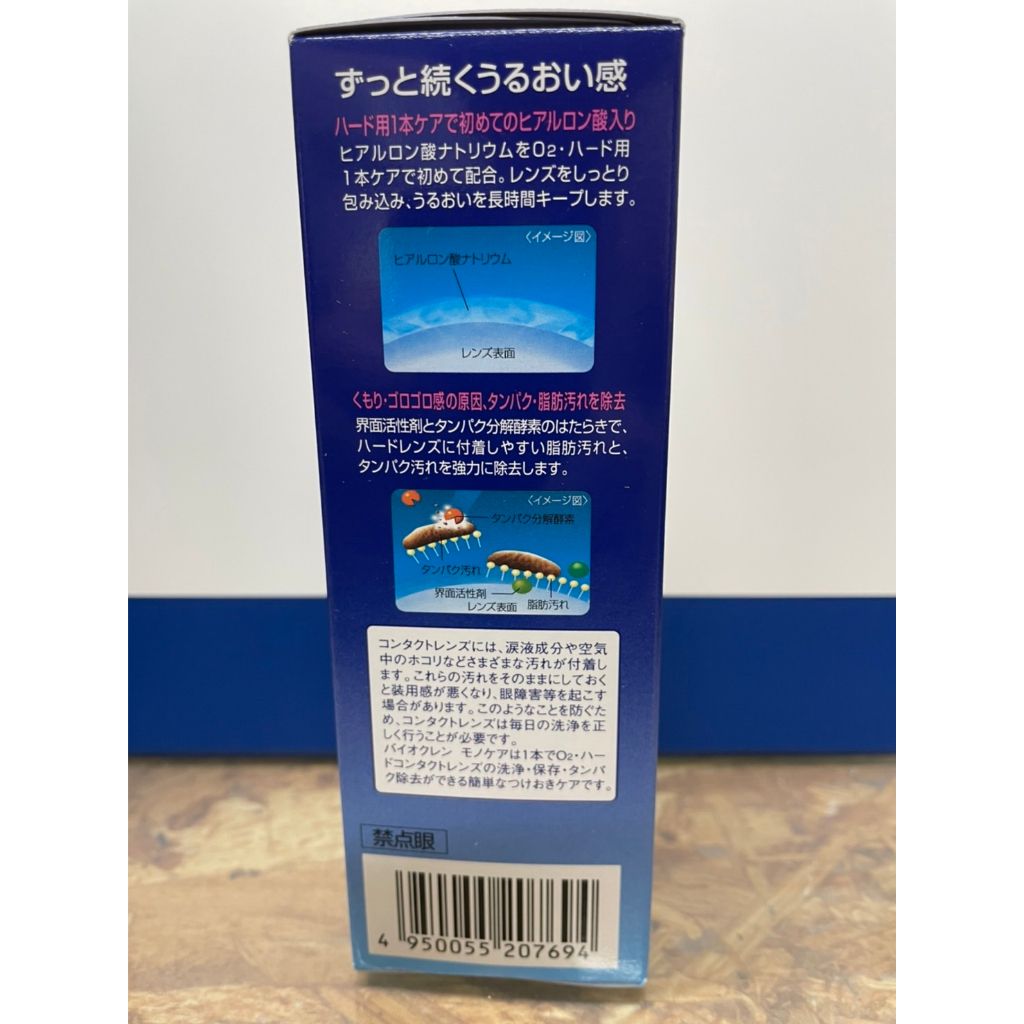 ずっと続くうるおい感
ハード用1本ケアで初めてのヒアルロン酸入り
ヒアルロン酸ナトリウムをO2・ハード用
1本ケアで初めて配合。レンズをしっとり
包み込み、うるおいを長時間キープします。
〈イメージ図〉
ヒアルロン酸ナトリウム
レンズ表面
くもり・ゴロゴロ感の原因、タンパク・脂肪汚れを除去
界面活性剤とタンパク分解酵素のはたらきで、
ハードレンズに付着しやすい脂肪汚れと、
タンパク汚れを強力に除去します。
〈イメージ図〉
タンパク分解酵素
タンパク汚れ
界面活性剤
レンズ表面
脂肪汚れ
コンタクトレンズには、涙液成分や空気
中のホコリなどさまざまな汚れが付着し
ます。これらの汚れをそのままにしておく
と装用感が悪くなり、眼障害等を起こす
場合があります。このようなことを防ぐた
め、コンタクトレンズは毎日の洗浄を正
しく行うことが必要です。
バイオクレン モノケアは1本でO2・ハー
ドコンタクトレンズの洗浄・保存・タンパ
ク除去ができる簡単なつけおきケアです。
禁点眼
4 950055 207694